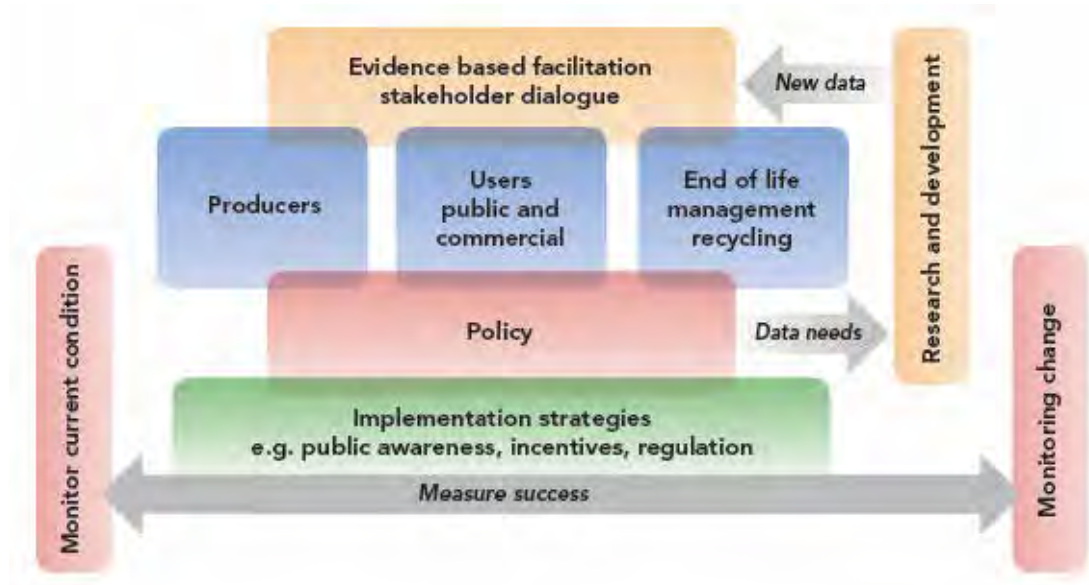 Evidence based facilitation
stakeholder dialogue
New data
Research and development
Producers
Users
public and
commercial
End of life
management
recycling
Policy
Data needs
Implementation strategies
e.g. public awareness, incentives, regulation
Measure success
Monitor current condition
Monitoring change